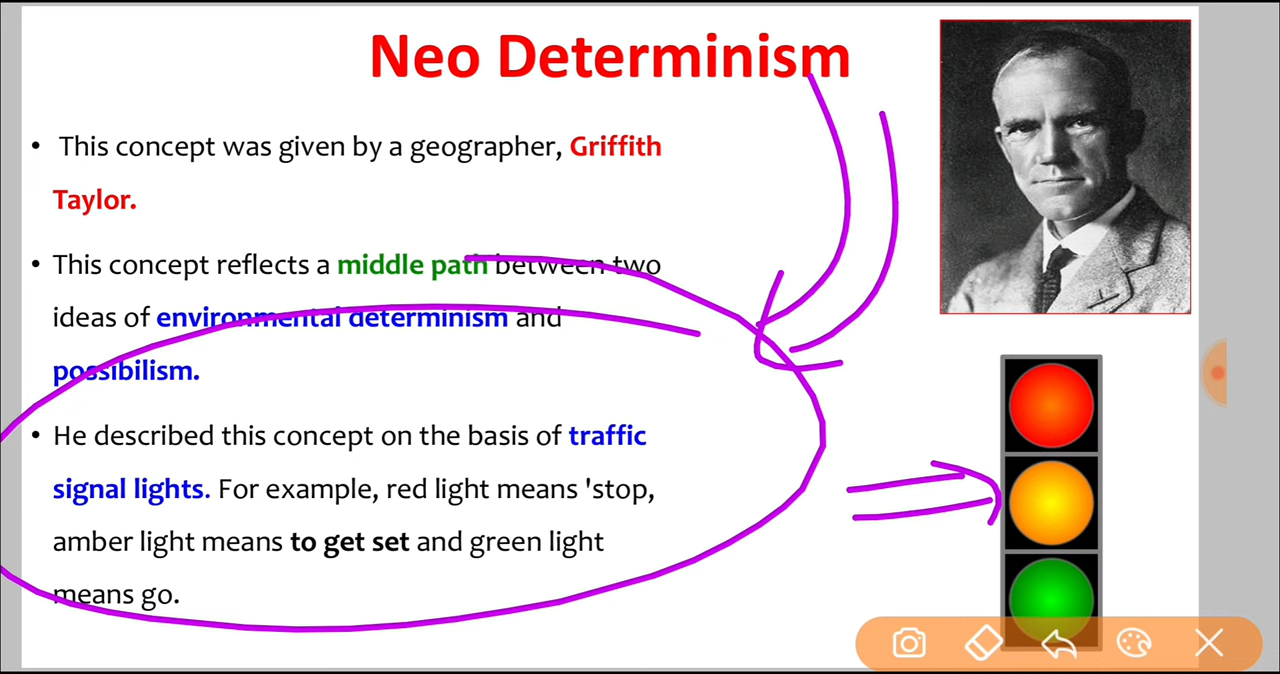 Neo Determinism
• This concept was given by a geographer, Griffith
Taylor.
• This concept reflects a middle path between two
ideas of environmental determinism and
possibilism.
• He described this concept on the basis of traffic
signal lights. For example, red light means 'stop,
amber light means to get set and green light
means go.